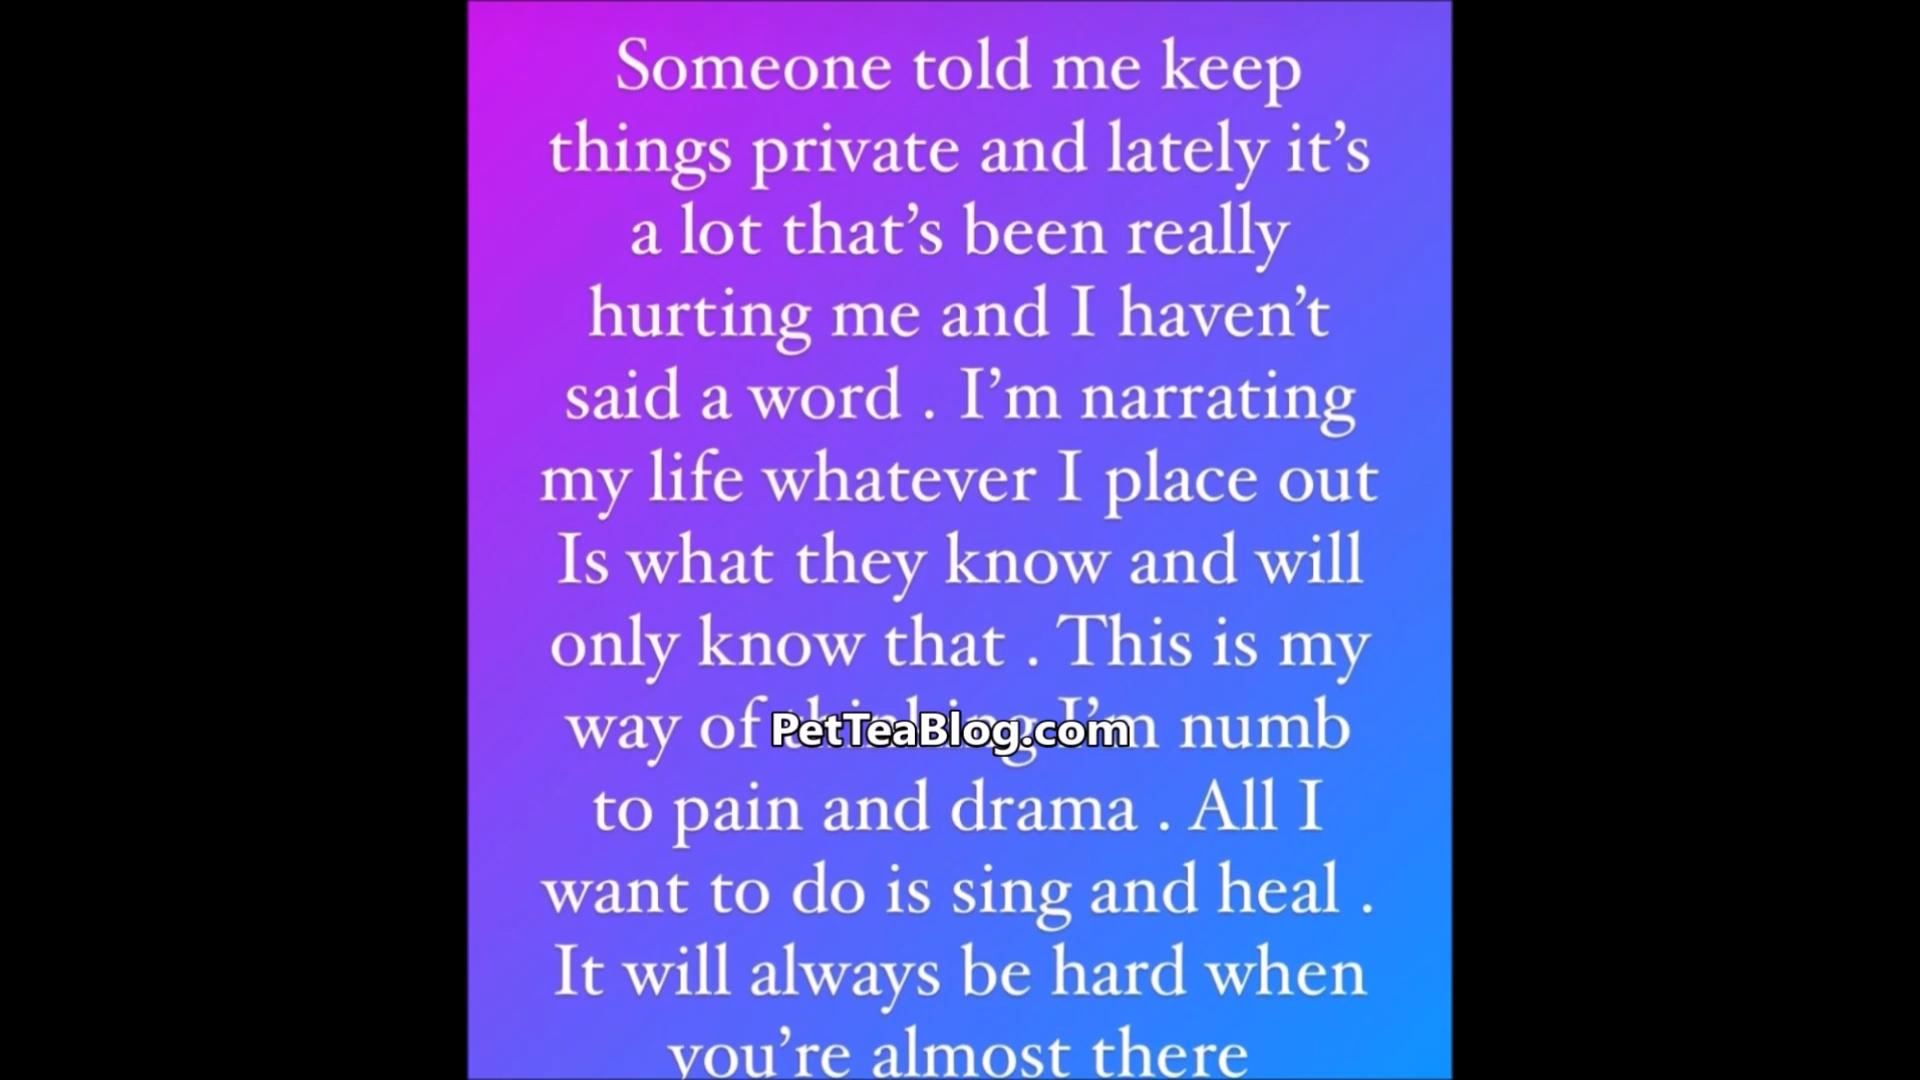 Someone told me keep
things private and lately it’s
a lot that’s been really
hurting me and I haven’t
said a word . I’m narrating
my life whatever I place out
Is what they know and will
only know that . This is my
way of thinking I’m numb
PetTeaBlog.com
to pain and drama . All I
want to do is sing and heal .
It will always be hard when
you’re almost there